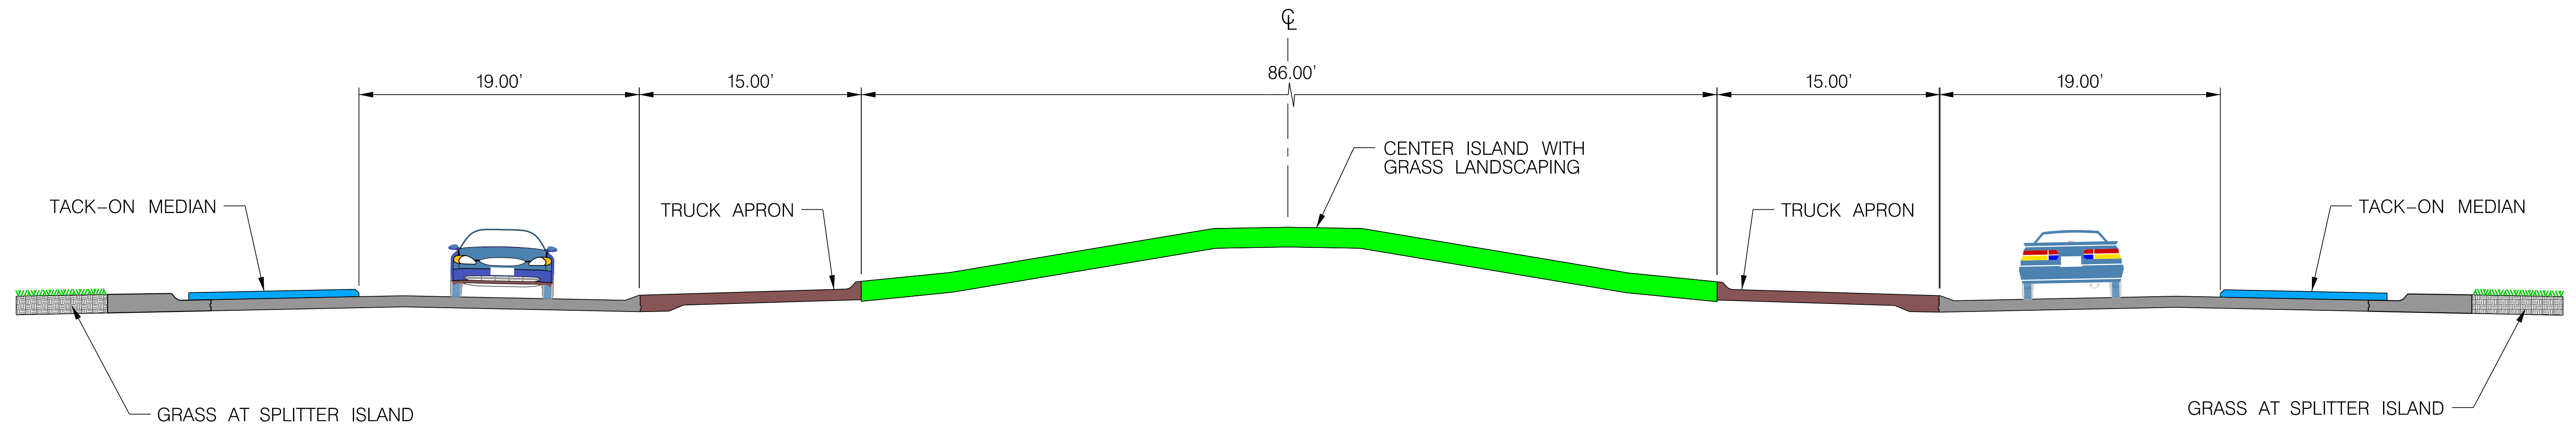 ℄
19.00'
15.00'
86.00'
15.00'
19.00'
CENTER ISLAND WITH
GRASS LANDSCAPING
TACK-ON MEDIAN
TRUCK APRON
TRUCK APRON
TACK-ON MEDIAN
GRASS AT SPLITTER ISLAND
GRASS AT SPLITTER ISLAND